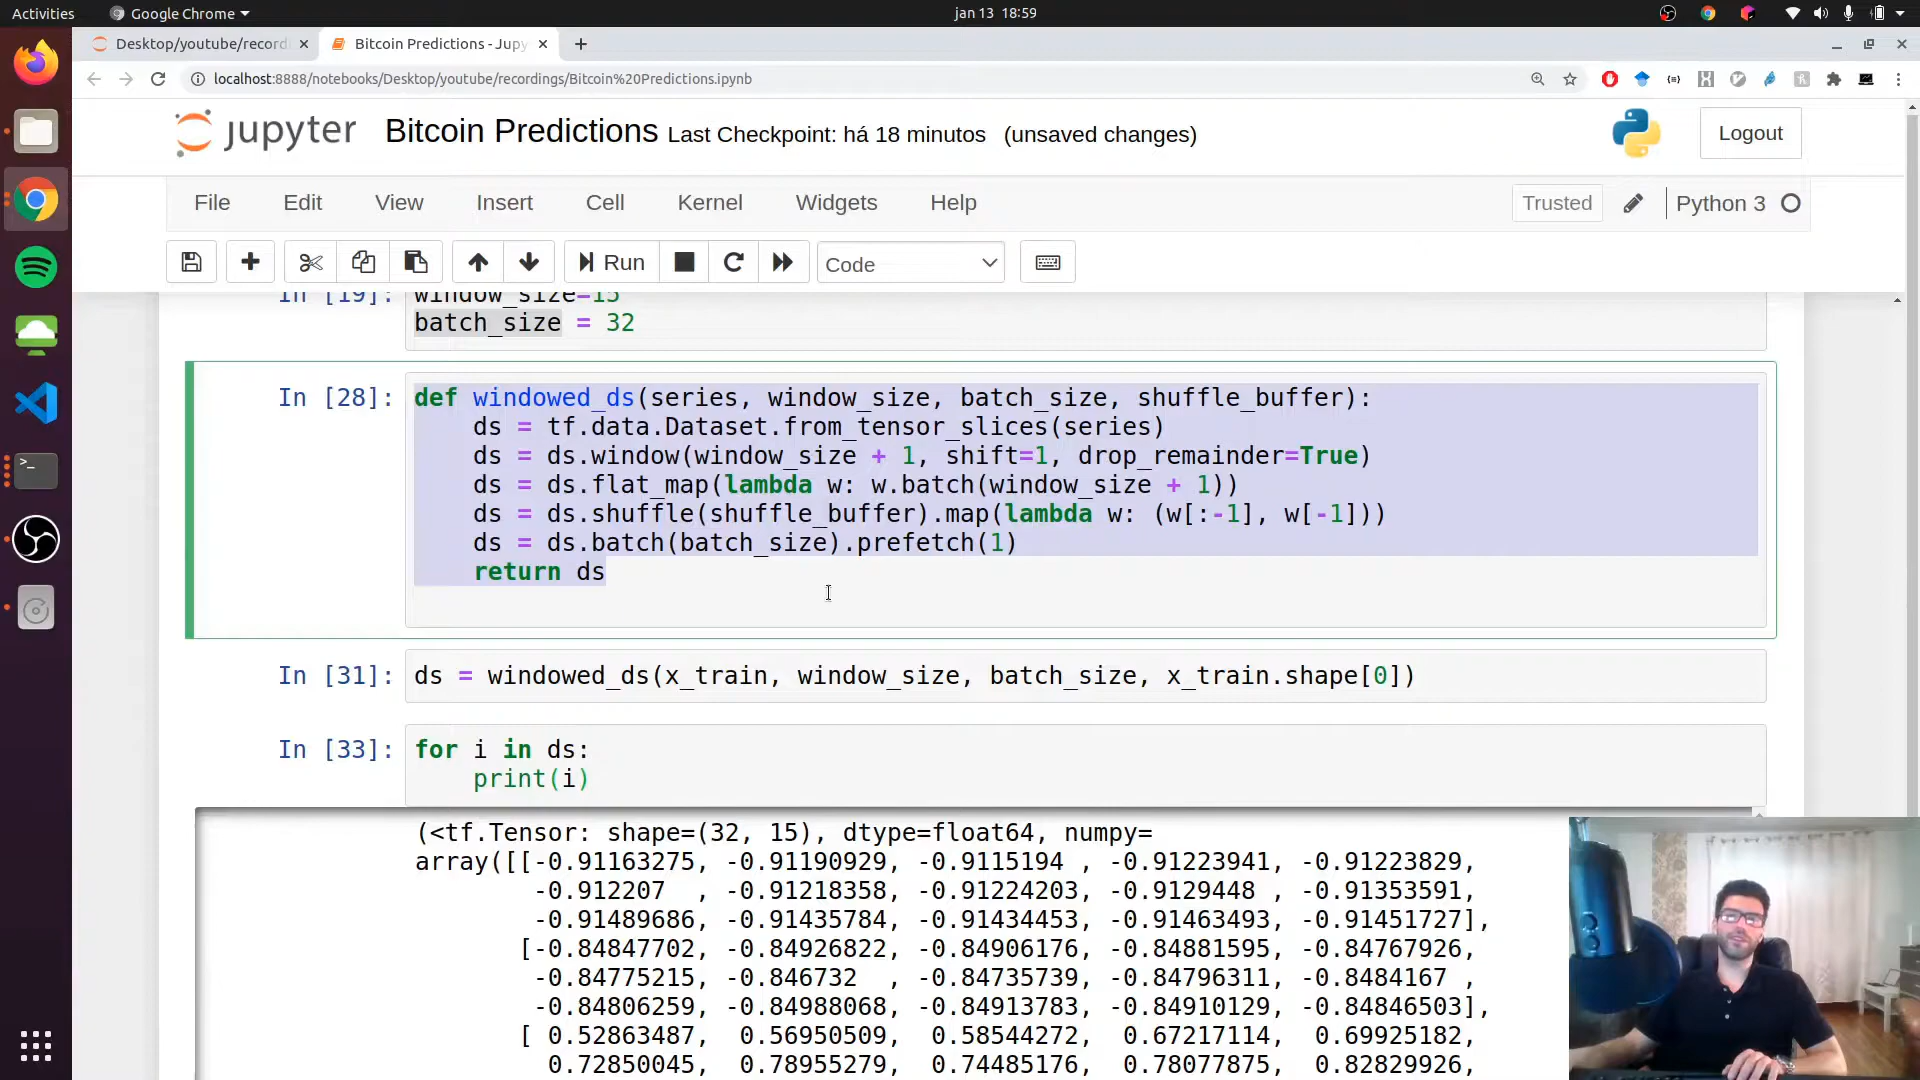 Activities
Google Chrome
jan 13 18:59
Desktop/youtube/record
Bitcoin Predictions - Jupy
localhost:8888/notebooks/Desktop/youtube/recordings/Bitcoin%20Predictions.ipynb
jupyter Bitcoin Predictions Last Checkpoint: há 18 minutos (unsaved changes)
Logout
File Edit View Insert Cell Kernel Widgets Help
Trusted Python 3
Run Code
In [19]: window_size=15
batch_size = 32
In [28]: def windowed_ds(series, window_size, batch_size, shuffle_buffer):
ds = tf.data.Dataset.from_tensor_slices(series)
ds = ds.window(window_size + 1, shift=1, drop_remainder=True)
ds = ds.flat_map(lambda w: w.batch(window_size + 1))
ds = ds.shuffle(shuffle_buffer).map(lambda w: (w[:-1], w[-1]))
ds = ds.batch(batch_size).prefetch(1)
return ds
In [31]: ds = windowed_ds(x_train, window_size, batch_size, x_train.shape[0])
In [33]: for i in ds:
print(i)
(<tf.Tensor: shape=(32, 15), dtype=float64, numpy=
array([[-0.91163275, -0.91190929, -0.9115194 , -0.91223941, -0.91223829,
-0.912207 , -0.91218358, -0.91224203, -0.9129448 , -0.91353591,
-0.91489686, -0.91435784, -0.91434453, -0.91463493, -0.91451727],
[-0.84847702, -0.84926822, -0.84906176, -0.84881595, -0.84767926,
-0.84775215, -0.846732 , -0.84735739, -0.84796311, -0.8484167 ,
-0.84806259, -0.84988068, -0.84913783, -0.84910129, -0.84846503],
[ 0.52863487, 0.56950509, 0.58544272, 0.67217114, 0.69925182,
0.72850045, 0.78955279, 0.74485176, 0.78077875, 0.82829926,